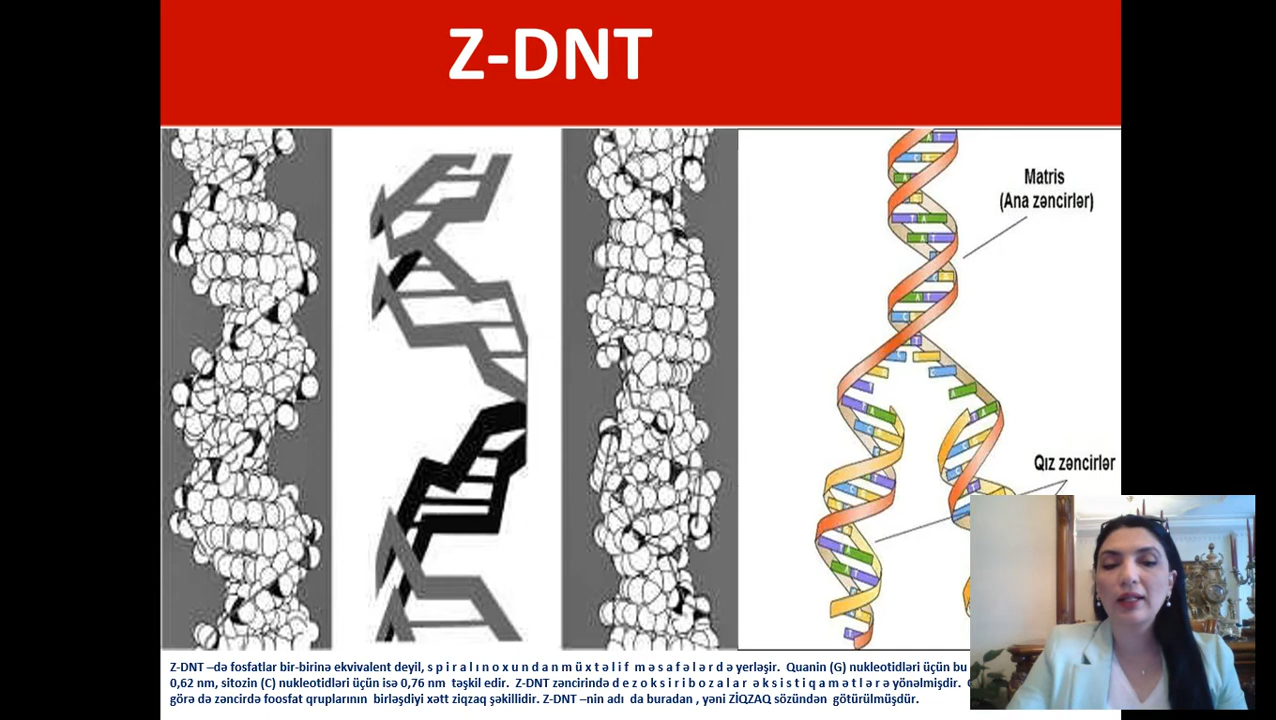 Z-DNT
Matris
(Ana zəncirlər)
Qız zəncirlər
Z-DNT –də fosfatlar bir-birinə ekvivalent deyil, s p i r a l ı n o x u n d a n m ü x t ə l i f m ə s a f ə l ə r d ə yerləşir. Quanin (G) nukleotidləri üçün bu
0,62 nm, sitozin (C) nukleotidləri üçün isə 0,76 nm təşkil edir. Z-DNT zəncirində d e z o k s i r i b o z a l a r ə k s i s t i q a m ə t l ə r ə yönəlmişdir.
görə də zəncirdə foosfat qruplarının birləşdiyi xətt ziqzaq şəkillidir. Z-DNT –nin adı da buradan , yəni ZİQZAQ sözündən götürülmüşdür.